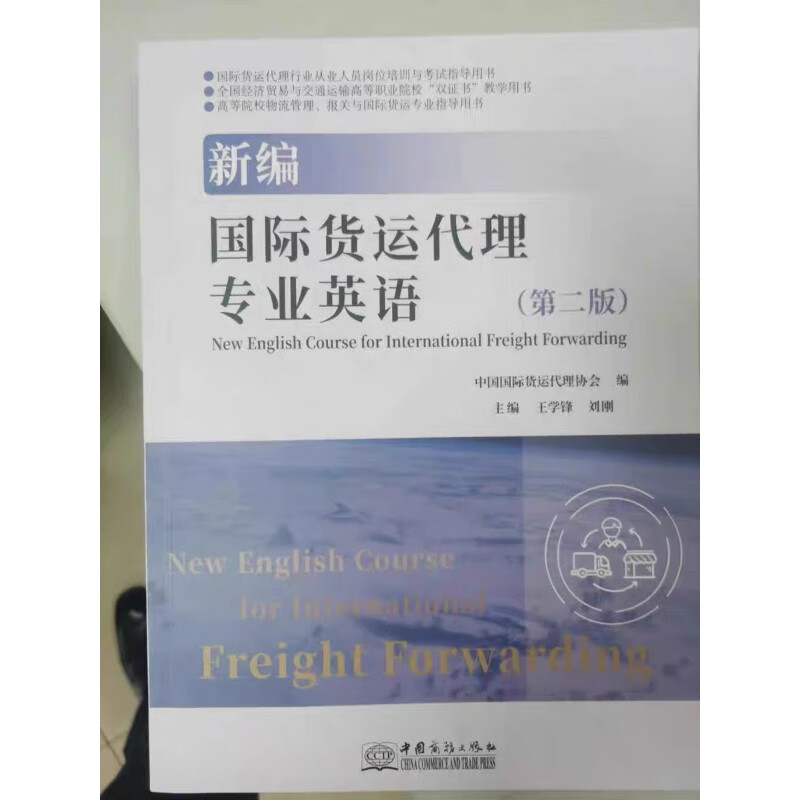 ●国际货运代理行业从业人员岗位培训与考试指导用书
●全国经济贸易与交通运输高等职业院校“双证书”教学用书
●高等院校物流管理、报关与国际货运专业指导用书
新编
国际货运代理
专业英语
(第二版)
New English Course for International Freight Forwarding
中国国际货运代理协会 编
主编 王学锋 刘刚
New English Course
for International
Freight Forwarding
CCTP
中国商务出版社
CHINA COMMERCE AND TRADE PRESS